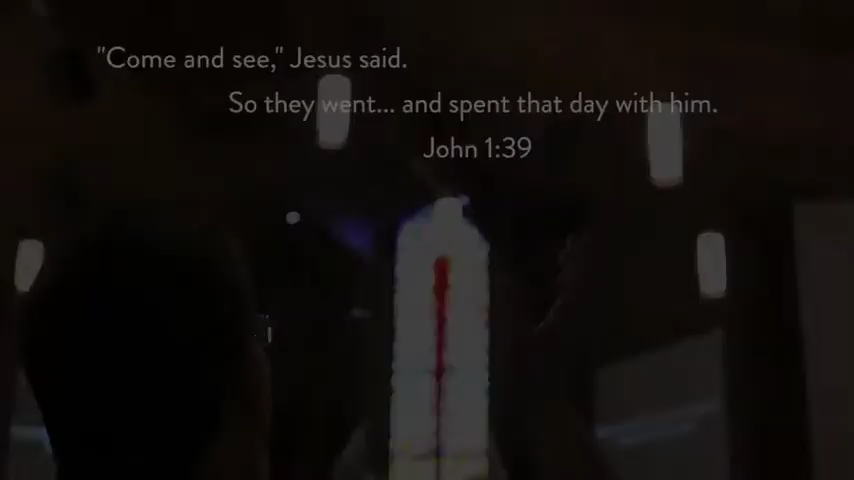 "Come and see," Jesus said.
So they went... and spent that day with him.
John 1:39